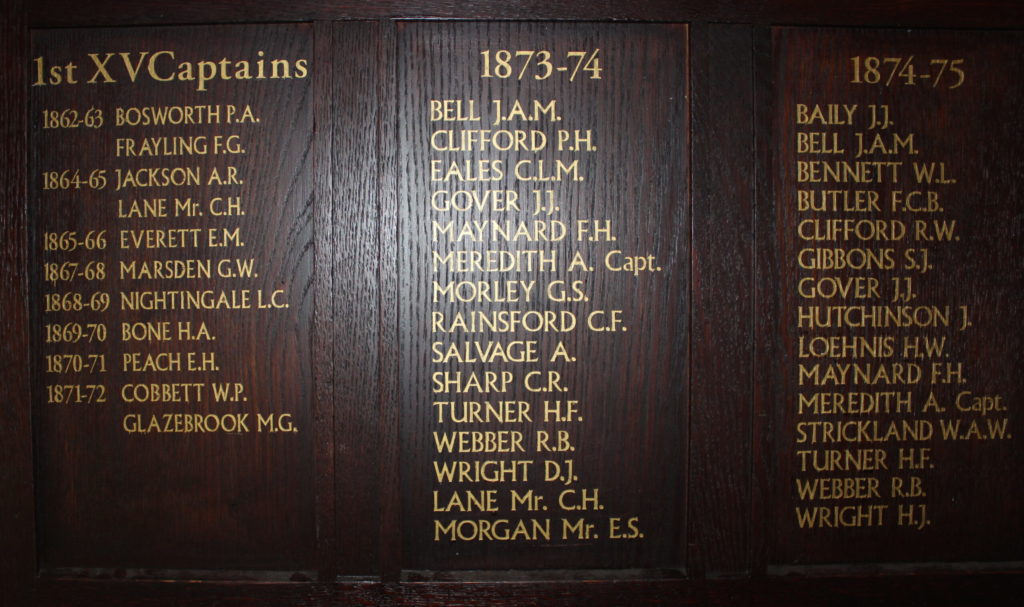 1st XV Captains
1862-63 BOSWORTH P.A.
FRAYLING F.G.
1864-65 JACKSON A.R.
LANE Mr. C.H.
1865-66 EVERETT E.M.
1867-68 MARSDEN G.W.
1868-69 NIGHTINGALE L.C.
1869-70 BONE H.A.
1870-71 PEACH E.H.
1871-72 COBBETT W.P.
GLAZEBROOK M.G.
1873-74
BELL J.A.M.
CLIFFORD P.H.
EALES C.L.M.
GOVER J.J.
MAYNARD F.H.
MEREDITH A. Capt.
MORLEY G.S.
RAINSFORD C.F.
SALVAGE A.
SHARP C.R.
TURNER H.F.
WEBBER R.B.
WRIGHT D.J.
LANE Mr. C.H.
MORGAN Mr. E.S.
1874-75
BAILY J.J.
BELL J.A.M.
BENNETT W.L.
BUTLER F.C.B.
CLIFFORD R.W.
GIBBONS S.J.
GOVER J.J.
HUTCHINSON J.
LOEHNIS H.W.
MAYNARD F.H.
MEREDITH A. Capt.
STRICKLAND W.A.W.
TURNER H.F.
WEBBER R.B.
WRIGHT H.J.